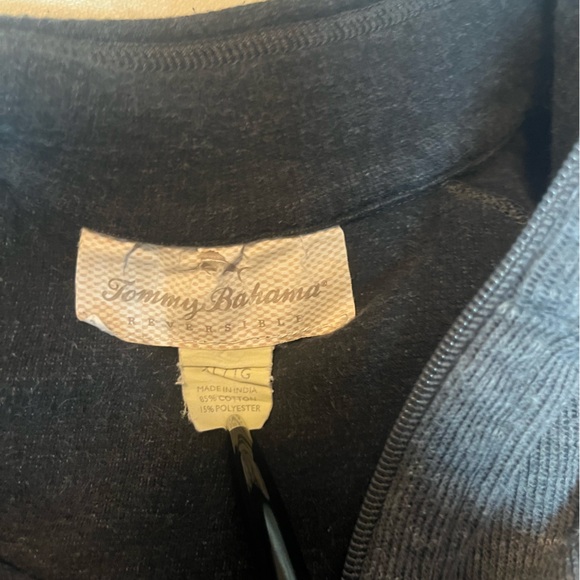 Tommy Bahama®
REVERSIBLE
XL/TG
MADE IN INDIA
85% COTTON
15% POLYESTER